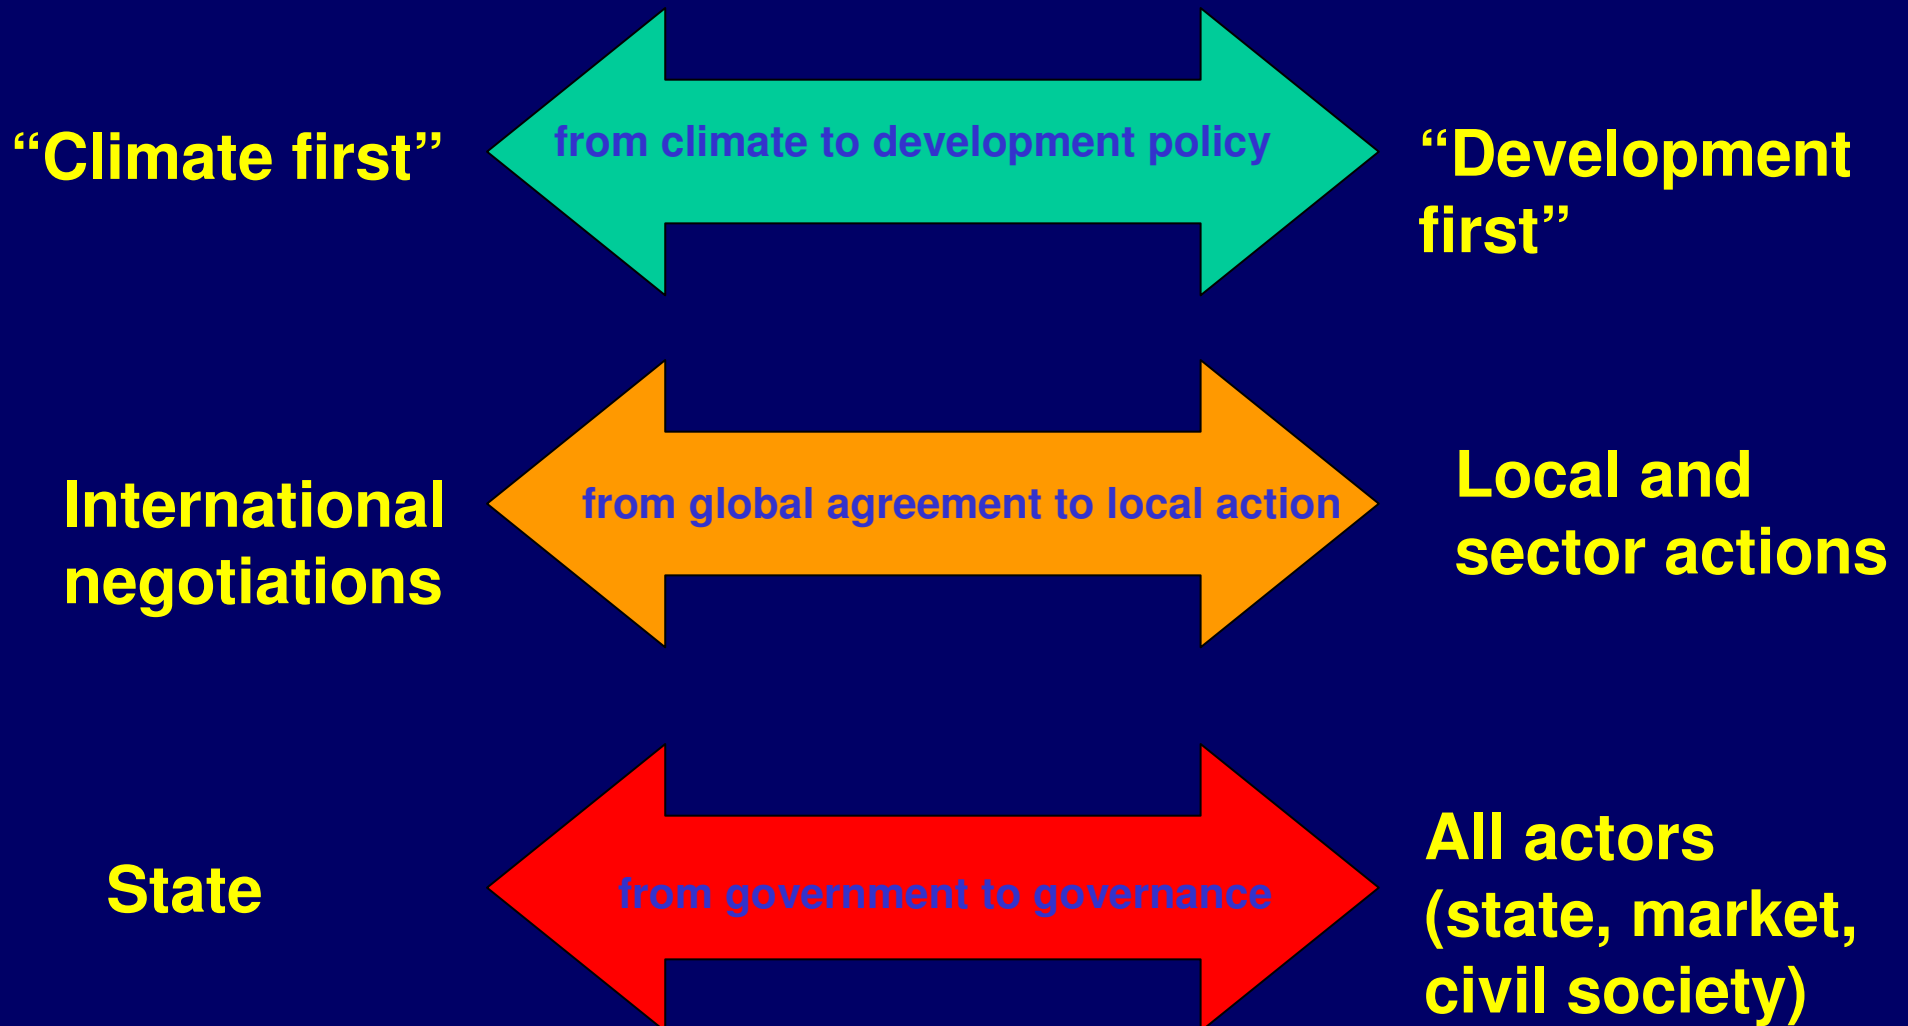 “Climate first”
from climate to development policy
“Development
first”
International
negotiations
from global agreement to local action
Local and
sector actions
State
from government to governance
All actors
(state, market,
civil society)